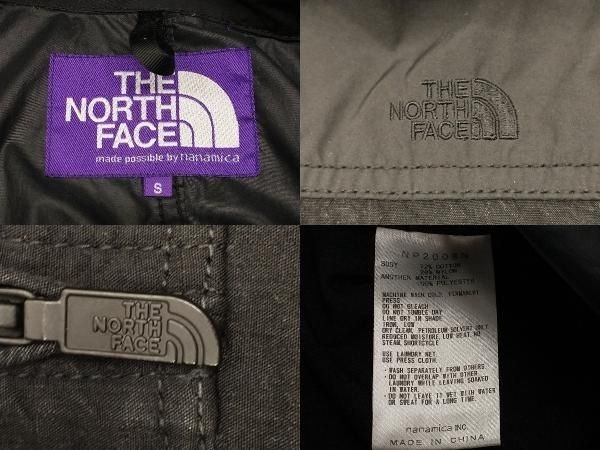 THE
NORTH
FACE
made possible by nanamica
S
THE
NORTH
FACE
THE
NORTH
FACE
NP2008N
BODY 72% COTTON
28% NYLON
ANOTHER MATERIAL
100% POLYESTER
MACHINE WASH COLD, PERMANENT
PRESS
DO NOT BLEACH
DO NOT TUMBLE DAY
LINE DRY IN SHADE
IRON, LOW
DRY CLEAN, PETROLEUM SOLVENT ONLY
REDUCED MOISTURE, LOW HEAT, NO
STEAM, SHORTCYCLE
USE LAUNDRY NET
USE PRESS CLOTH.
• WASH SEPARATELY FROM OTHERS.
• DO NOT OVERLAP WITH OTHER
LAUNDRY WHILE LEAVING SOAKED
IN WATER.
• DO NOT LEAVE IT WET WITH WATER
OR SWEAT FOR A LONG TIME.
nanamica INC.
MADE IN CHINA